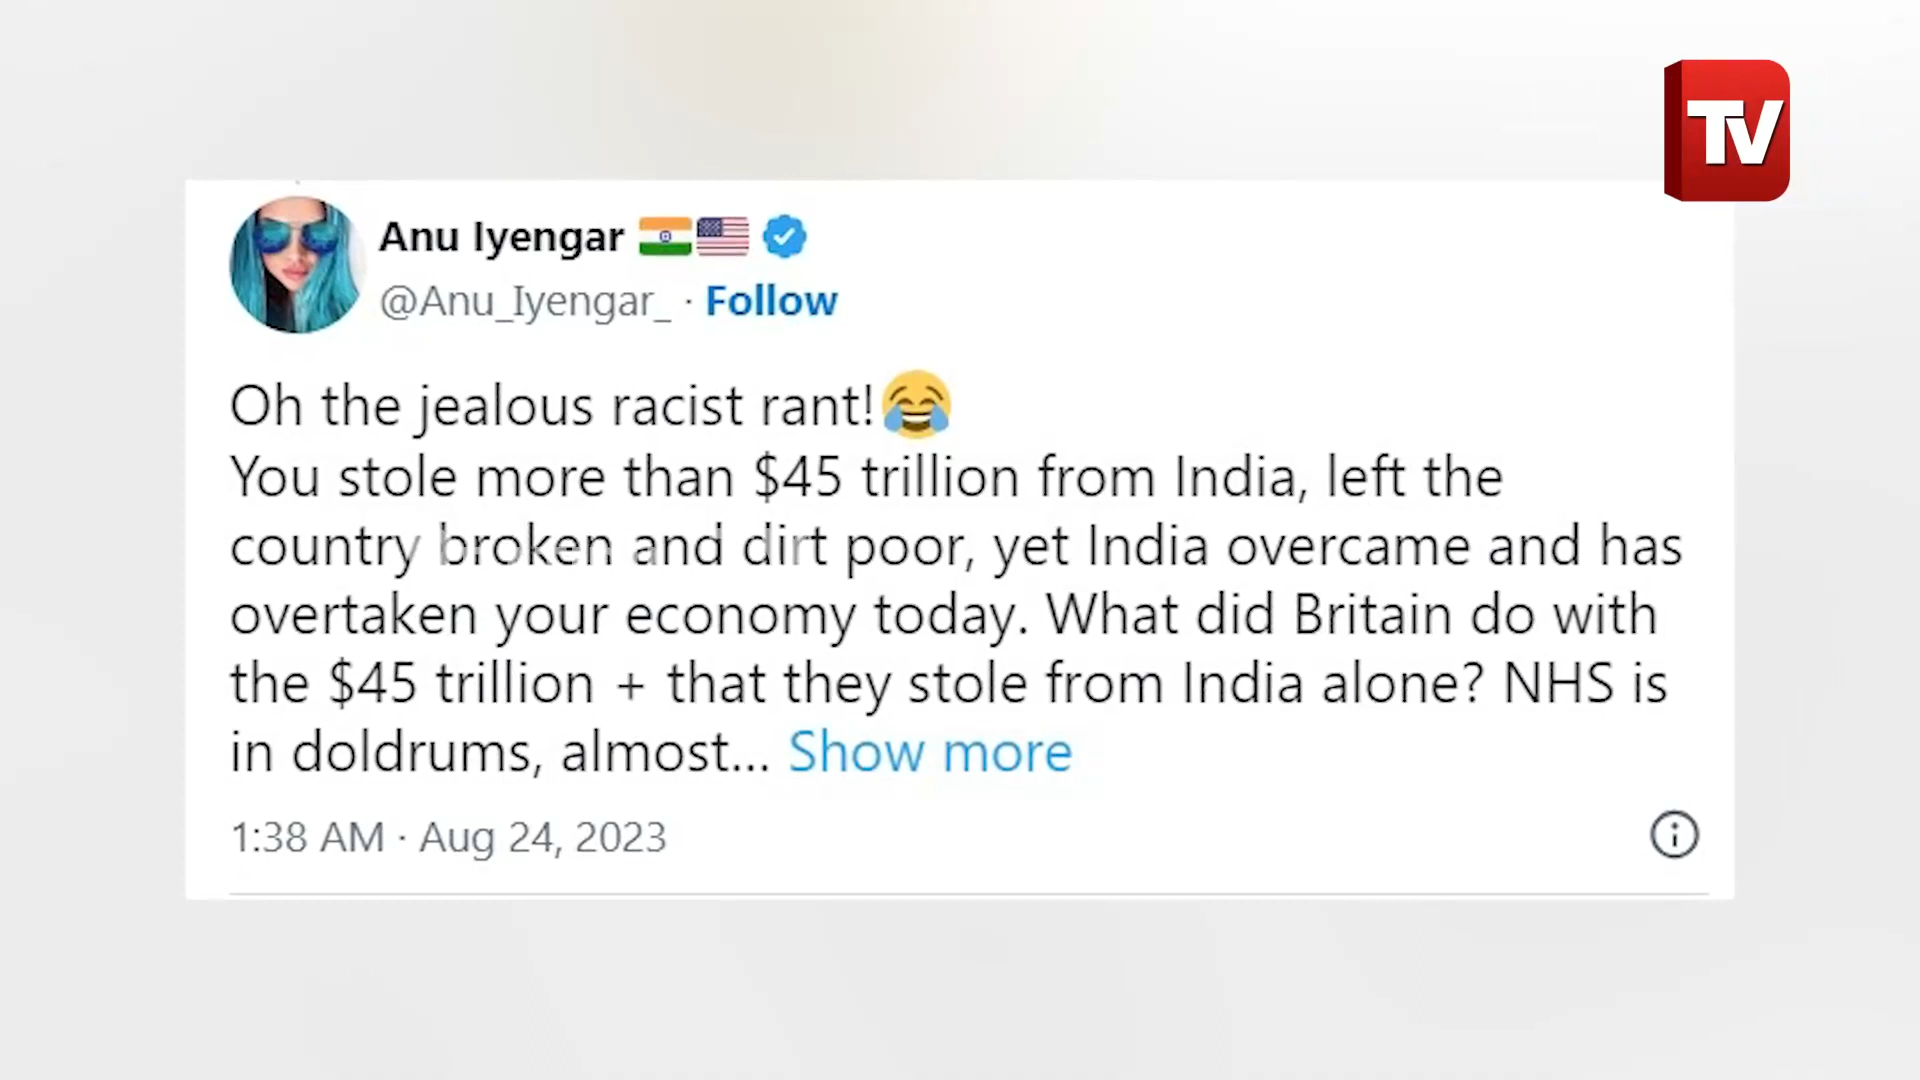 TV
Anu Iyengar
@Anu_Iyengar_ · Follow
Oh the jealous racist rant!😂
You stole more than $45 trillion from India, left the
country broken and dirt poor, yet India overcame and has
overtaken your economy today. What did Britain do with
the $45 trillion + that they stole from India alone? NHS is
in doldrums, almost... Show more
1:38 AM · Aug 24, 2023